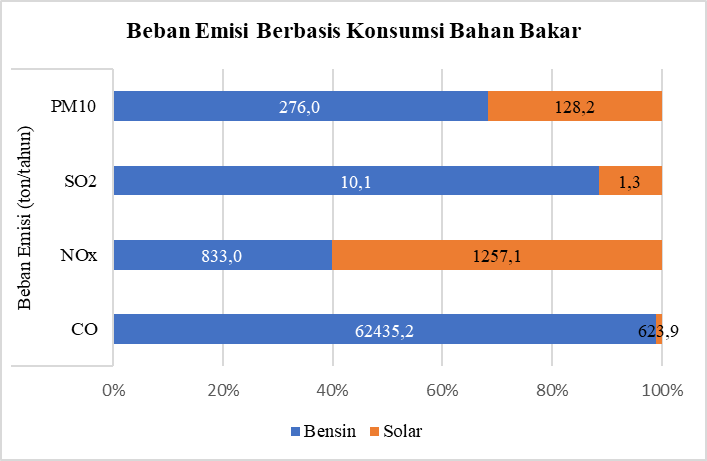 Beban Emisi Berbasis Konsumsi Bahan Bakar
Beban Emisi (ton/tahun)
PM10
276,0
128,2
SO2
10,1
1,3
NOx
833,0
1257,1
CO
62435,2
623,9
0%
20%
40%
60%
80%
100%
Bensin
Solar